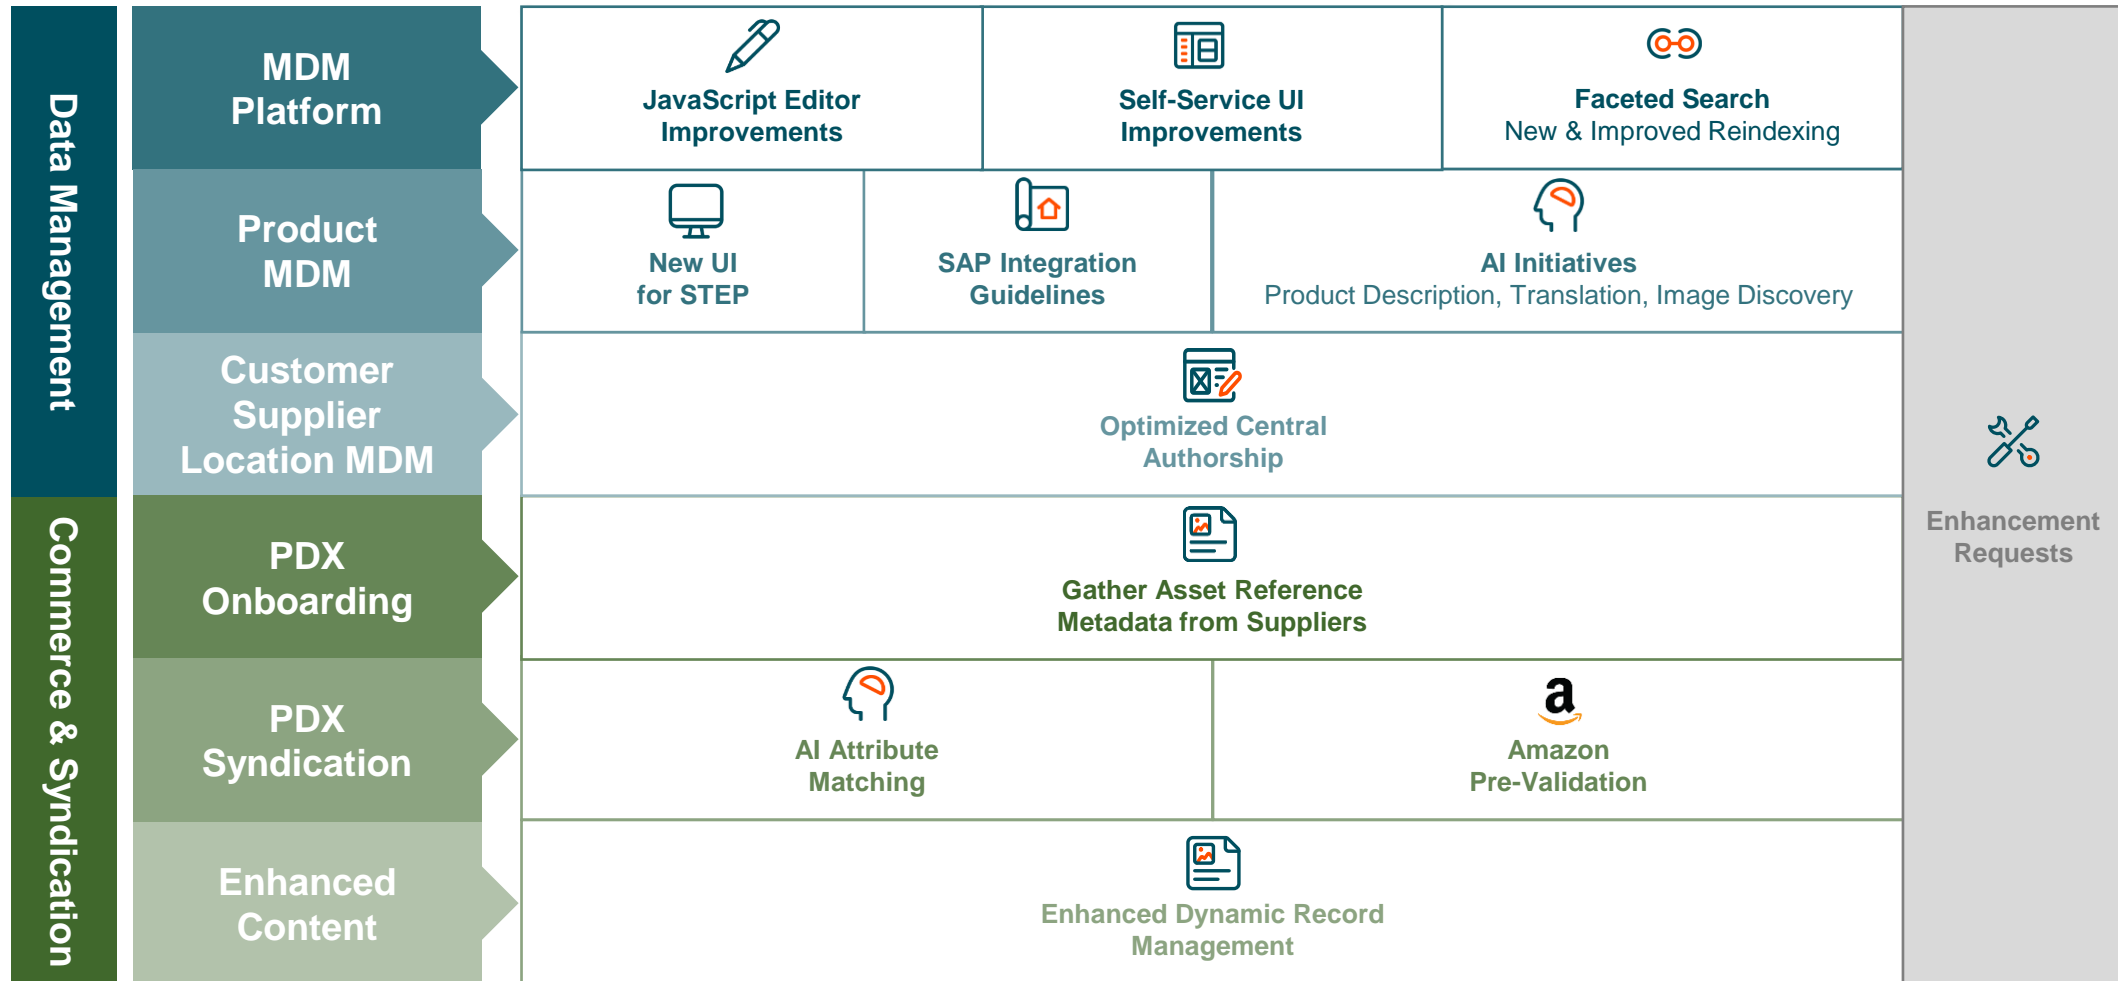 Data Management
MDM
Platform
JavaScript Editor
Improvements
Self-Service UI
Improvements
Faceted Search
New & Improved Reindexing
Product
MDM
New UI
for STEP
SAP Integration
Guidelines
AI Initiatives
Product Description, Translation, Image Discovery
Customer
Supplier
Location MDM
Optimized Central
Authorship
Commerce & Syndication
PDX
Onboarding
Gather Asset Reference
Metadata from Suppliers
PDX
Syndication
AI Attribute
Matching
a
Amazon
Pre-Validation
Enhanced
Content
Enhanced Dynamic Record
Management
Enhancement
Requests